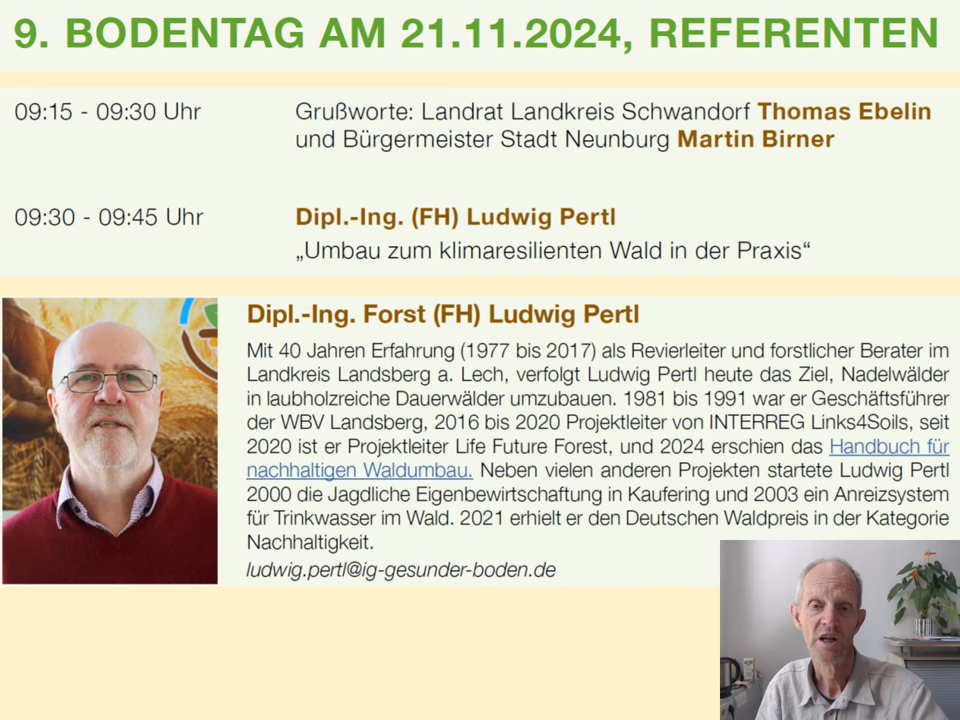 9. BODENTAG AM 21.11.2024, REFERENTEN
09:15 - 09:30 Uhr Grußworte: Landrat Landkreis Schwandorf Thomas Ebelin
und Bürgermeister Stadt Neunburg Martin Birner
09:30 - 09:45 Uhr Dipl.-Ing. (FH) Ludwig Pertl
„Umbau zum klimaresilienten Wald in der Praxis“
Dipl.-Ing. Forst (FH) Ludwig Pertl
Mit 40 Jahren Erfahrung (1977 bis 2017) als Revierleiter und forstlicher Berater im
Landkreis Landsberg a. Lech, verfolgt Ludwig Pertl heute das Ziel, Nadelwälder
in laubholzreiche Dauerwälder umzubauen. 1981 bis 1991 war er Geschäftsführer
der WBV Landsberg, 2016 bis 2020 Projektleiter von INTERREG Links4Soils, seit
2020 ist er Projektleiter Life Future Forest, und 2024 erschien das Handbuch für
nachhaltigen Waldumbau. Neben vielen anderen Projekten startete Ludwig Pertl
2000 die Jagdliche Eigenbewirtschaftung in Kaufering und 2003 ein Anreizsystem
für Trinkwasser im Wald. 2021 erhielt er den Deutschen Waldpreis in der Kategorie
Nachhaltigkeit.
ludwig.pertl@ig-gesunder-boden.de